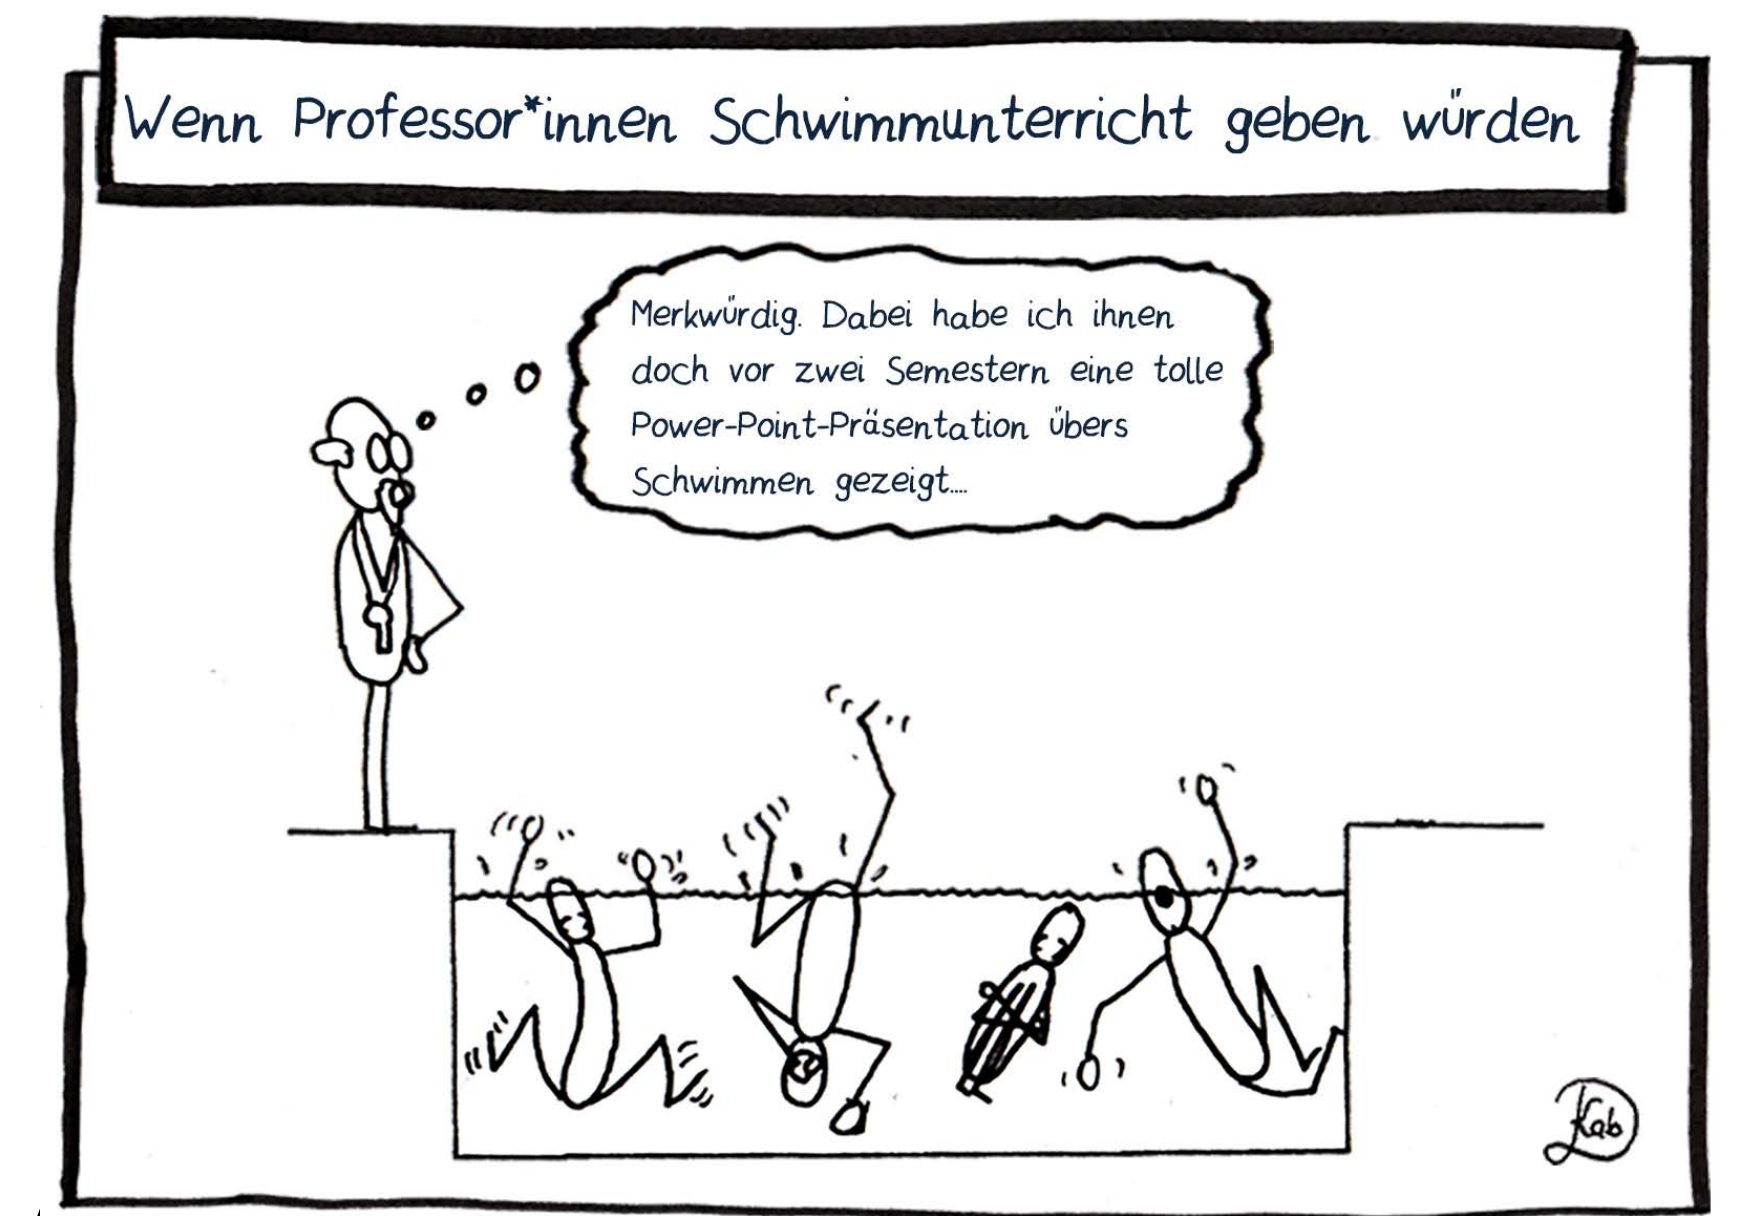 Wenn Professor*innen Schwimmunterricht geben würden
Merkwürdig. Dabei habe ich ihnen
doch vor zwei Semestern eine tolle
Power-Point-Präsentation übers
Schwimmen gezeigt....
Kab